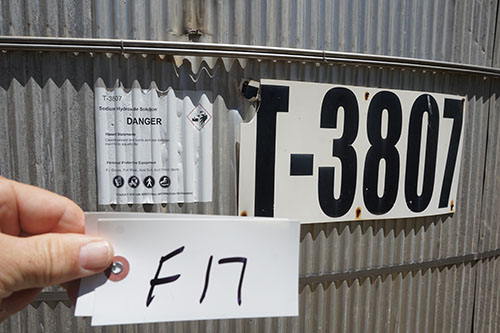 T-3807
Sodium Hydroxide Solution
DANGER
Hazard Statements
Personal Protective Equipment
T-3807
F17